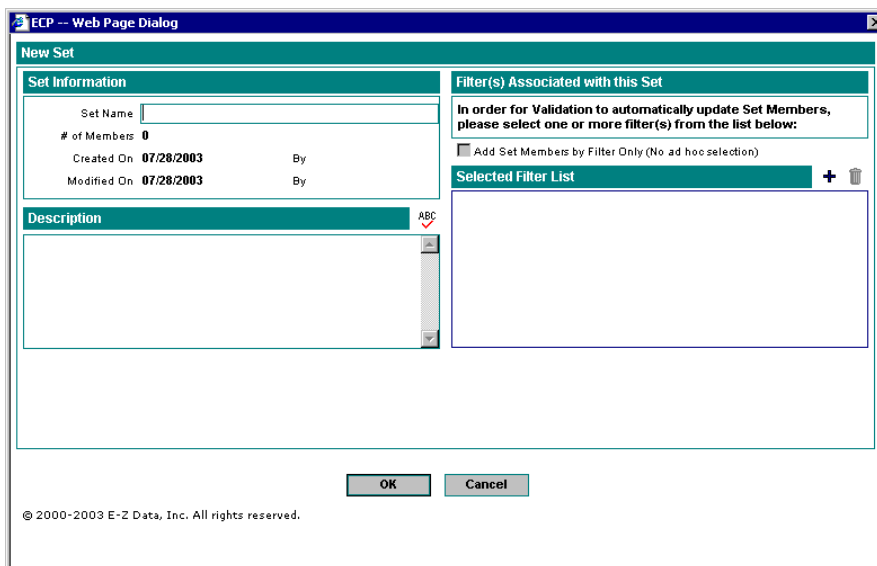 ECP -- Web Page Dialog
New Set
Set Information
Set Name
# of Members 0
Created On 07/28/2003 By
Modified On 07/28/2003 By
Description
ABC
Filter(s) Associated with this Set
In order for Validation to automatically update Set Members,
please select one or more filter(s) from the list below:
Add Set Members by Filter Only (No ad hoc selection)
Selected Filter List
OK
Cancel
© 2000-2003 E-Z Data, Inc. All rights reserved.